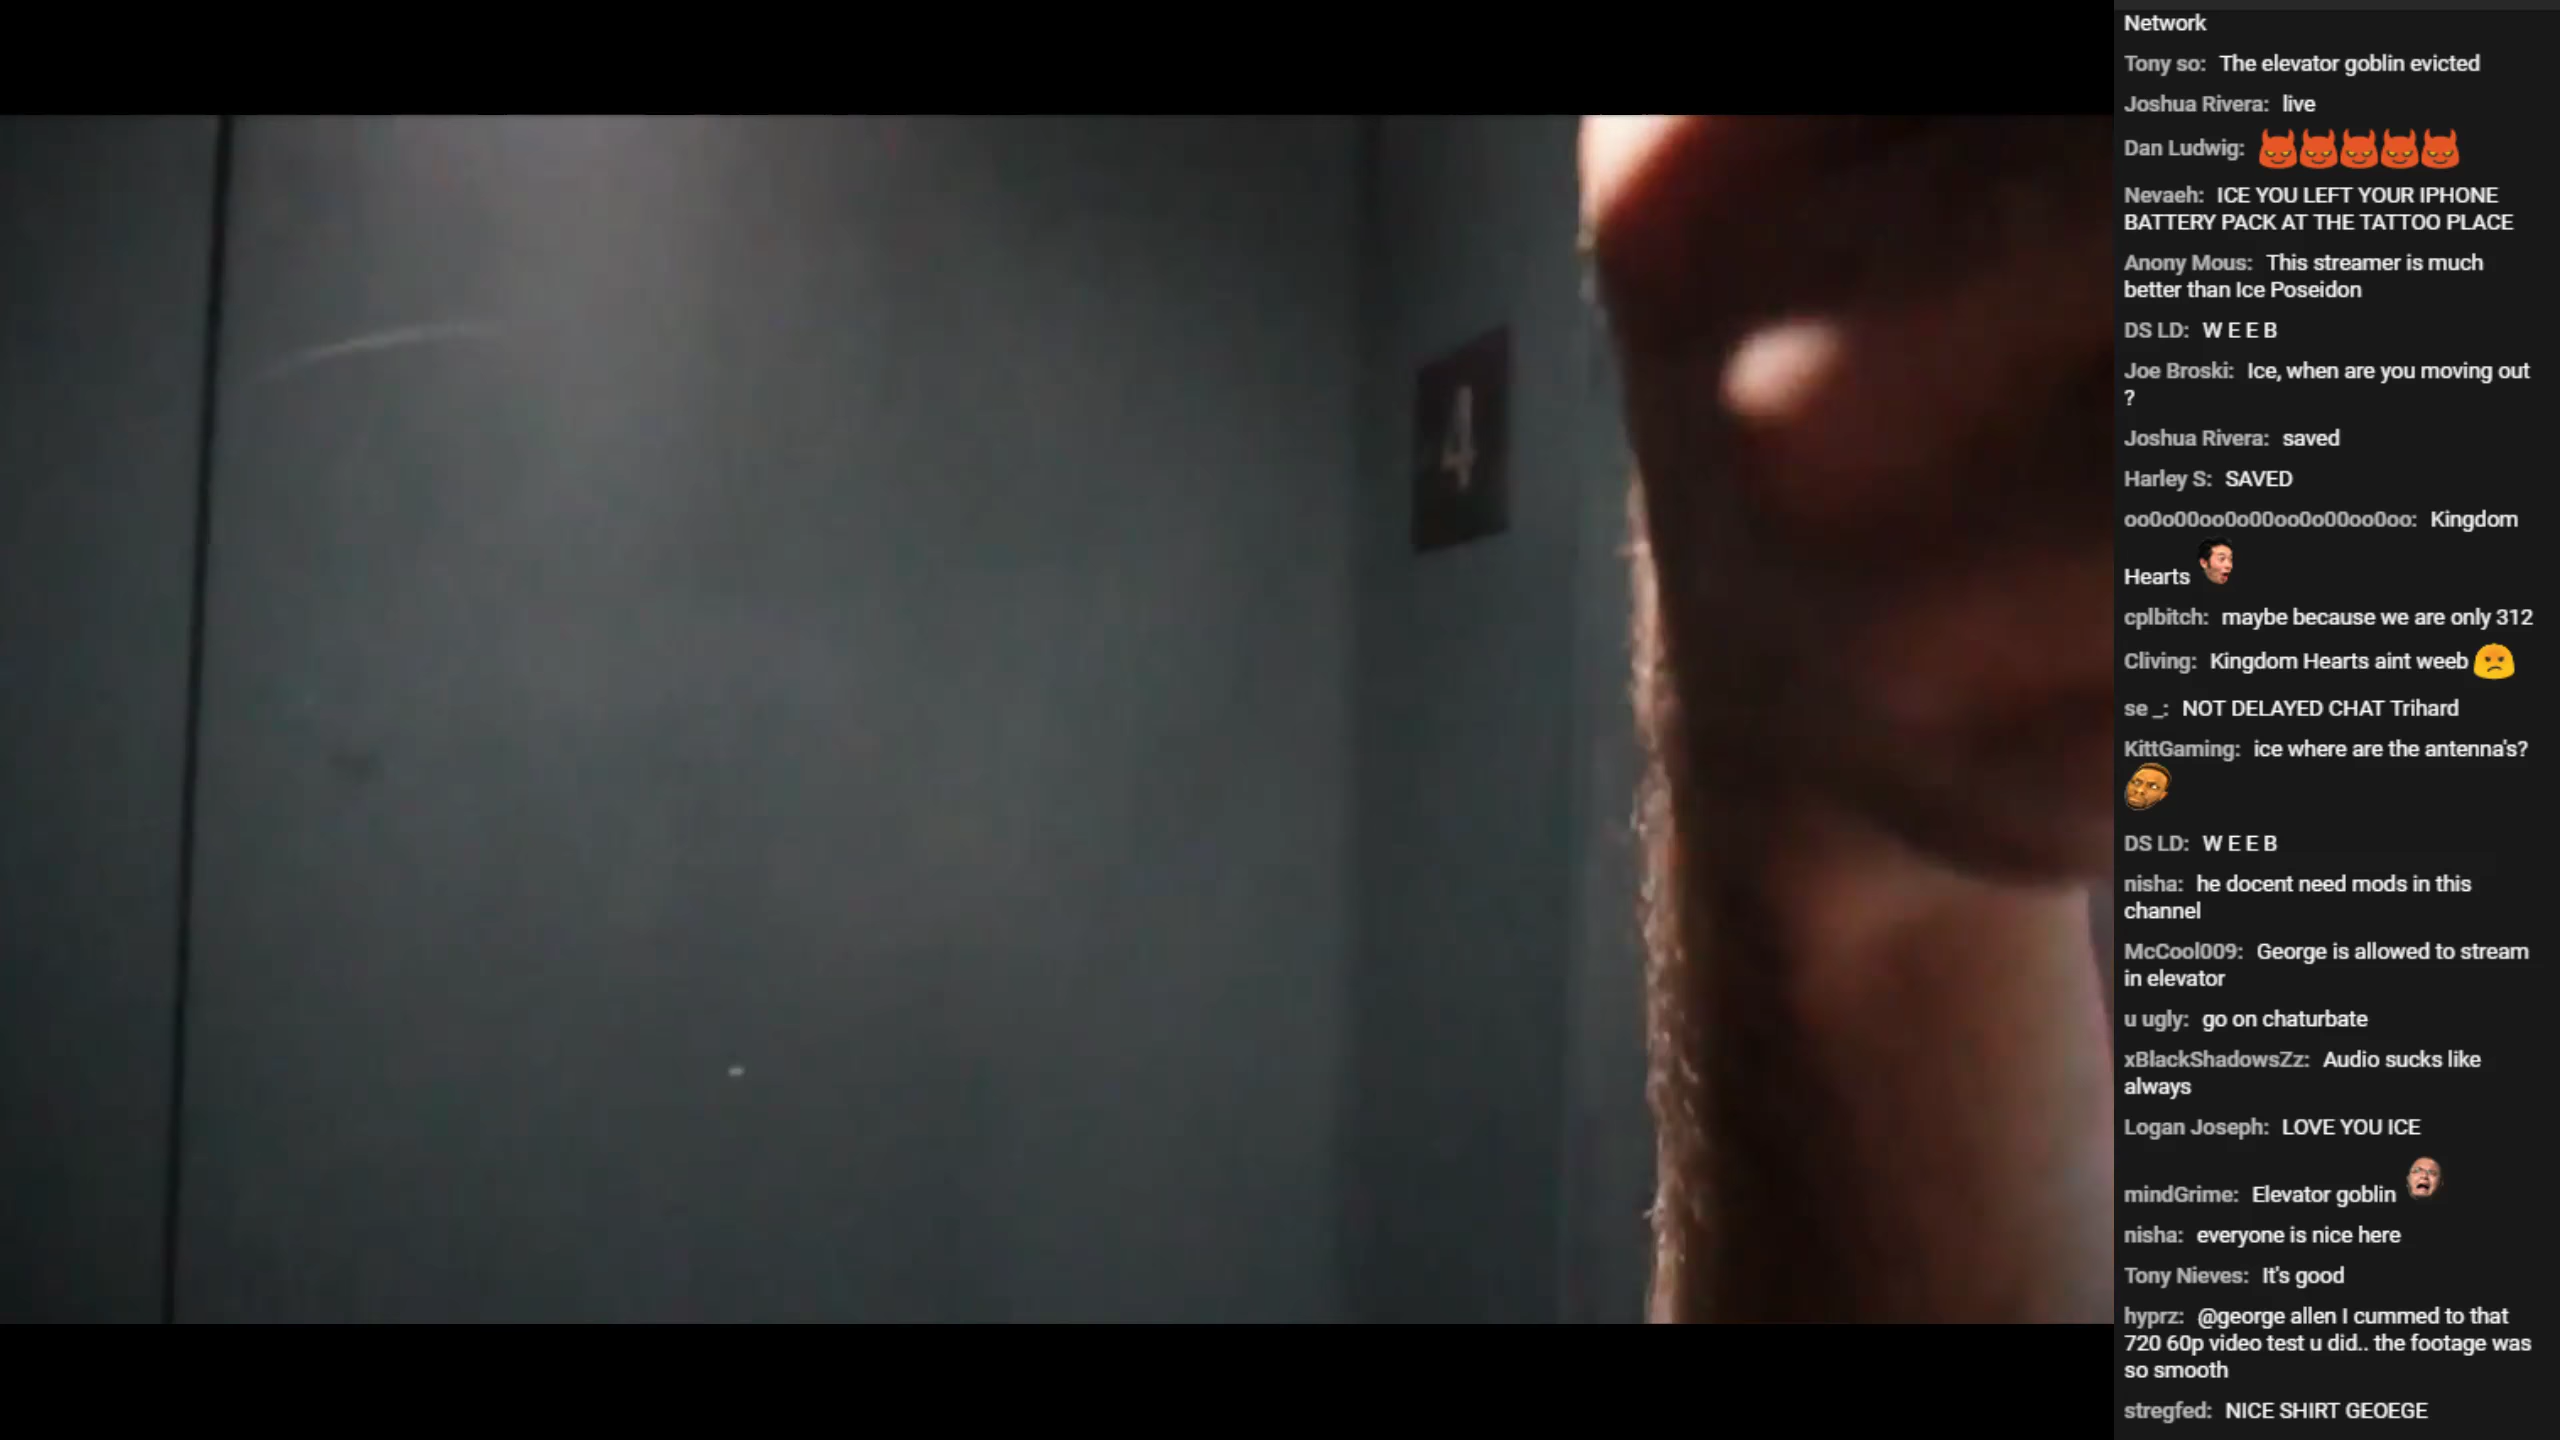 4
Network
Tony so: The elevator goblin evicted
Joshua Rivera: live
Dan Ludwig:
Nevaeh: ICE YOU LEFT YOUR IPHONE
BATTERY PACK AT THE TATTOO PLACE
Anony Mous: This streamer is much
better than Ice Poseidon
DS LD: W E E B
Joe Broski: Ice, when are you moving out
?
Joshua Rivera: saved
Harley S: SAVED
oo0o00oo0o00oo0o00oo0oo: Kingdom
Hearts
cplbitch: maybe because we are only 312
Cliving: Kingdom Hearts aint weeb
se _: NOT DELAYED CHAT Trihard
KittGaming: ice where are the antenna's?
DS LD: W E E B
nisha: he docent need mods in this
channel
McCool009: George is allowed to stream
in elevator
u ugly: go on chaturbate
xBlackShadowsZz: Audio sucks like
always
Logan Joseph: LOVE YOU ICE
mindGrime: Elevator goblin
nisha: everyone is nice here
Tony Nieves: It's good
hyprz: @george allen I cummed to that
720 60p video test u did.. the footage was
so smooth
stregfed: NICE SHIRT GEOEGE